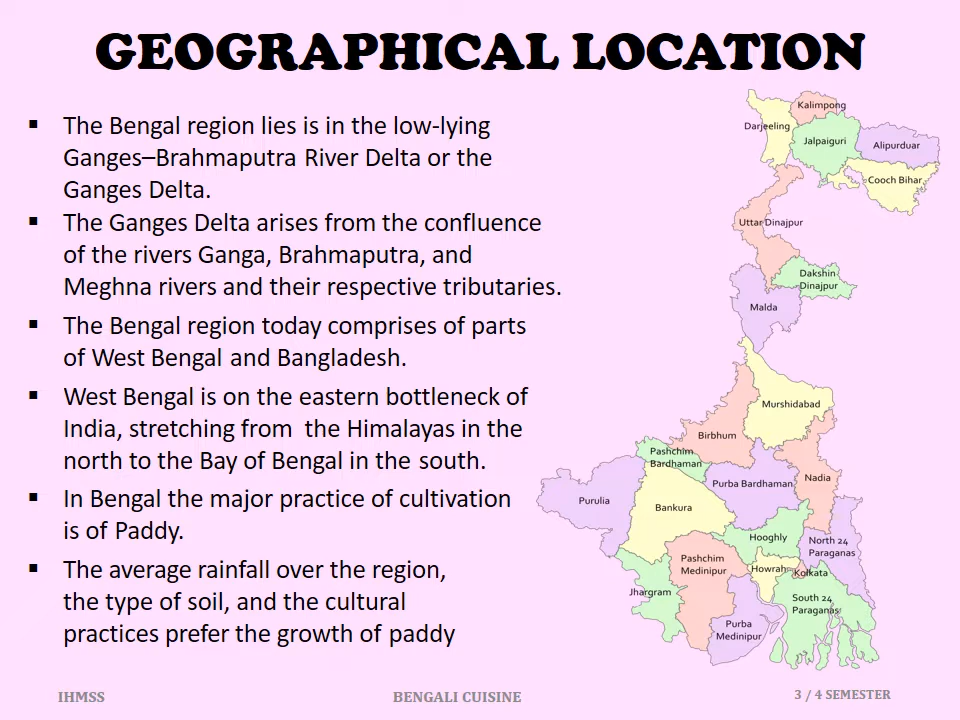 GEOGRAPHICAL LOCATION
▪ The Bengal region lies is in the low-lying
Ganges–Brahmaputra River Delta or the
Ganges Delta.
▪ The Ganges Delta arises from the confluence
of the rivers Ganga, Brahmaputra, and
Meghna rivers and their respective tributaries.
▪ The Bengal region today comprises of parts
of West Bengal and Bangladesh.
▪ West Bengal is on the eastern bottleneck of
India, stretching from  the Himalayas in the
north to the Bay of Bengal in the south.
▪ In Bengal the major practice of cultivation
is of Paddy.
▪ The average rainfall over the region,
the type of soil, and the cultural
practices prefer the growth of paddy
Kalimpong
Darjeeling
Jalpaiguri
Alipurduar
Cooch Bihar
Uttar Dinajpur
Dakshin
Dinajpur
Malda
Murshidabad
Birbhum
Pashchim
Bardhaman
Purba Bardhaman
Nadia
Purulia
Bankura
Hooghly
North 24
Paraganas
Pashchim
Medinipur
Howrah
Kolkata
Jhargram
South 24
Paraganas
Purba
Medinipur
IHMSS
BENGALI CUISINE
3 / 4 SEMESTER